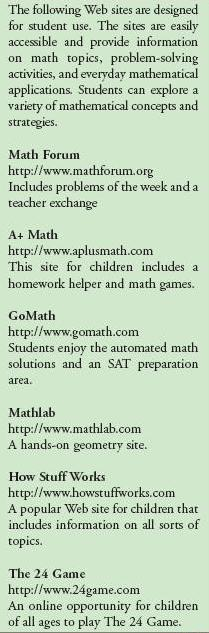 The following Web sites are designed
for student use. The sites are easily
accessible and provide information
on math topics, problem-solving
activities, and everyday mathematical
applications. Students can explore a
variety of mathematical concepts and
strategies.
Math Forum
http://www.mathforum.org
Includes problems of the week and a
teacher exchange
A+ Math
http://www.aplusmath.com
This site for children includes a
homework helper and math games.
GoMath
http://www.gomath.com
Students enjoy the automated math
solutions and an SAT preparation
area.
Mathlab
http://www.mathlab.com
A hands-on geometry site.
How Stuff Works
http://www.howstuffworks.com
A popular Web site for children that
includes information on all sorts of
topics.
The 24 Game
http://www.24game.com
An online opportunity for children
of all ages to play The 24 Game.